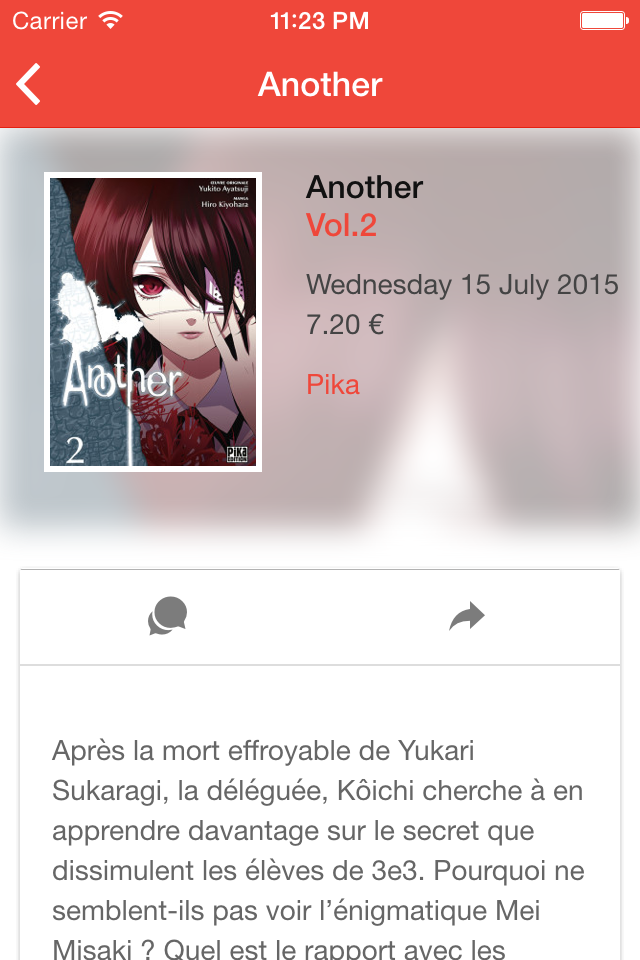 Carrier 11:23 PM
Another
ŒUVRE ORIGINALE
Yukito Ayatsuji
MANGA
Hiro Kiyohara
Another
2
PIKA
EDITION
Another
Vol.2
Wednesday 15 July 2015
7.20 €
Pika
Après la mort effroyable de Yukari
Sukaragi, la déléguée, Kôichi cherche à en
apprendre davantage sur le secret que
dissimulent les élèves de 3e3. Pourquoi ne
semblent-ils pas voir l’énigmatique Mei
Misaki ? Quel est le rapport avec les